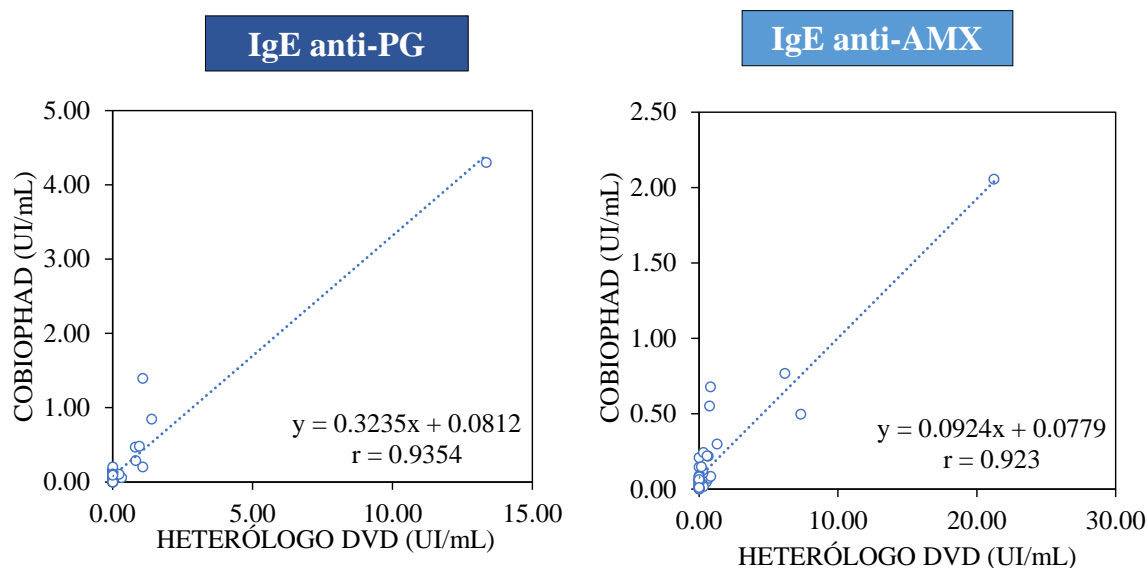 IgE anti-PG
5.00
4.00
3.00
2.00
1.00
0.00
COBIOPHAD (UI/mL)
y = 0.3235x + 0.0812
r = 0.9354
0.00 5.00 10.00 15.00
HETERÓLOGO DVD (UI/mL)
IgE anti-AMX
2.50
2.00
1.50
1.00
0.50
0.00
COBIOPHAD (UI/mL)
y = 0.0924x + 0.0779
r = 0.923
0.00 10.00 20.00 30.00
HETERÓLOGO DVD (UI/mL)